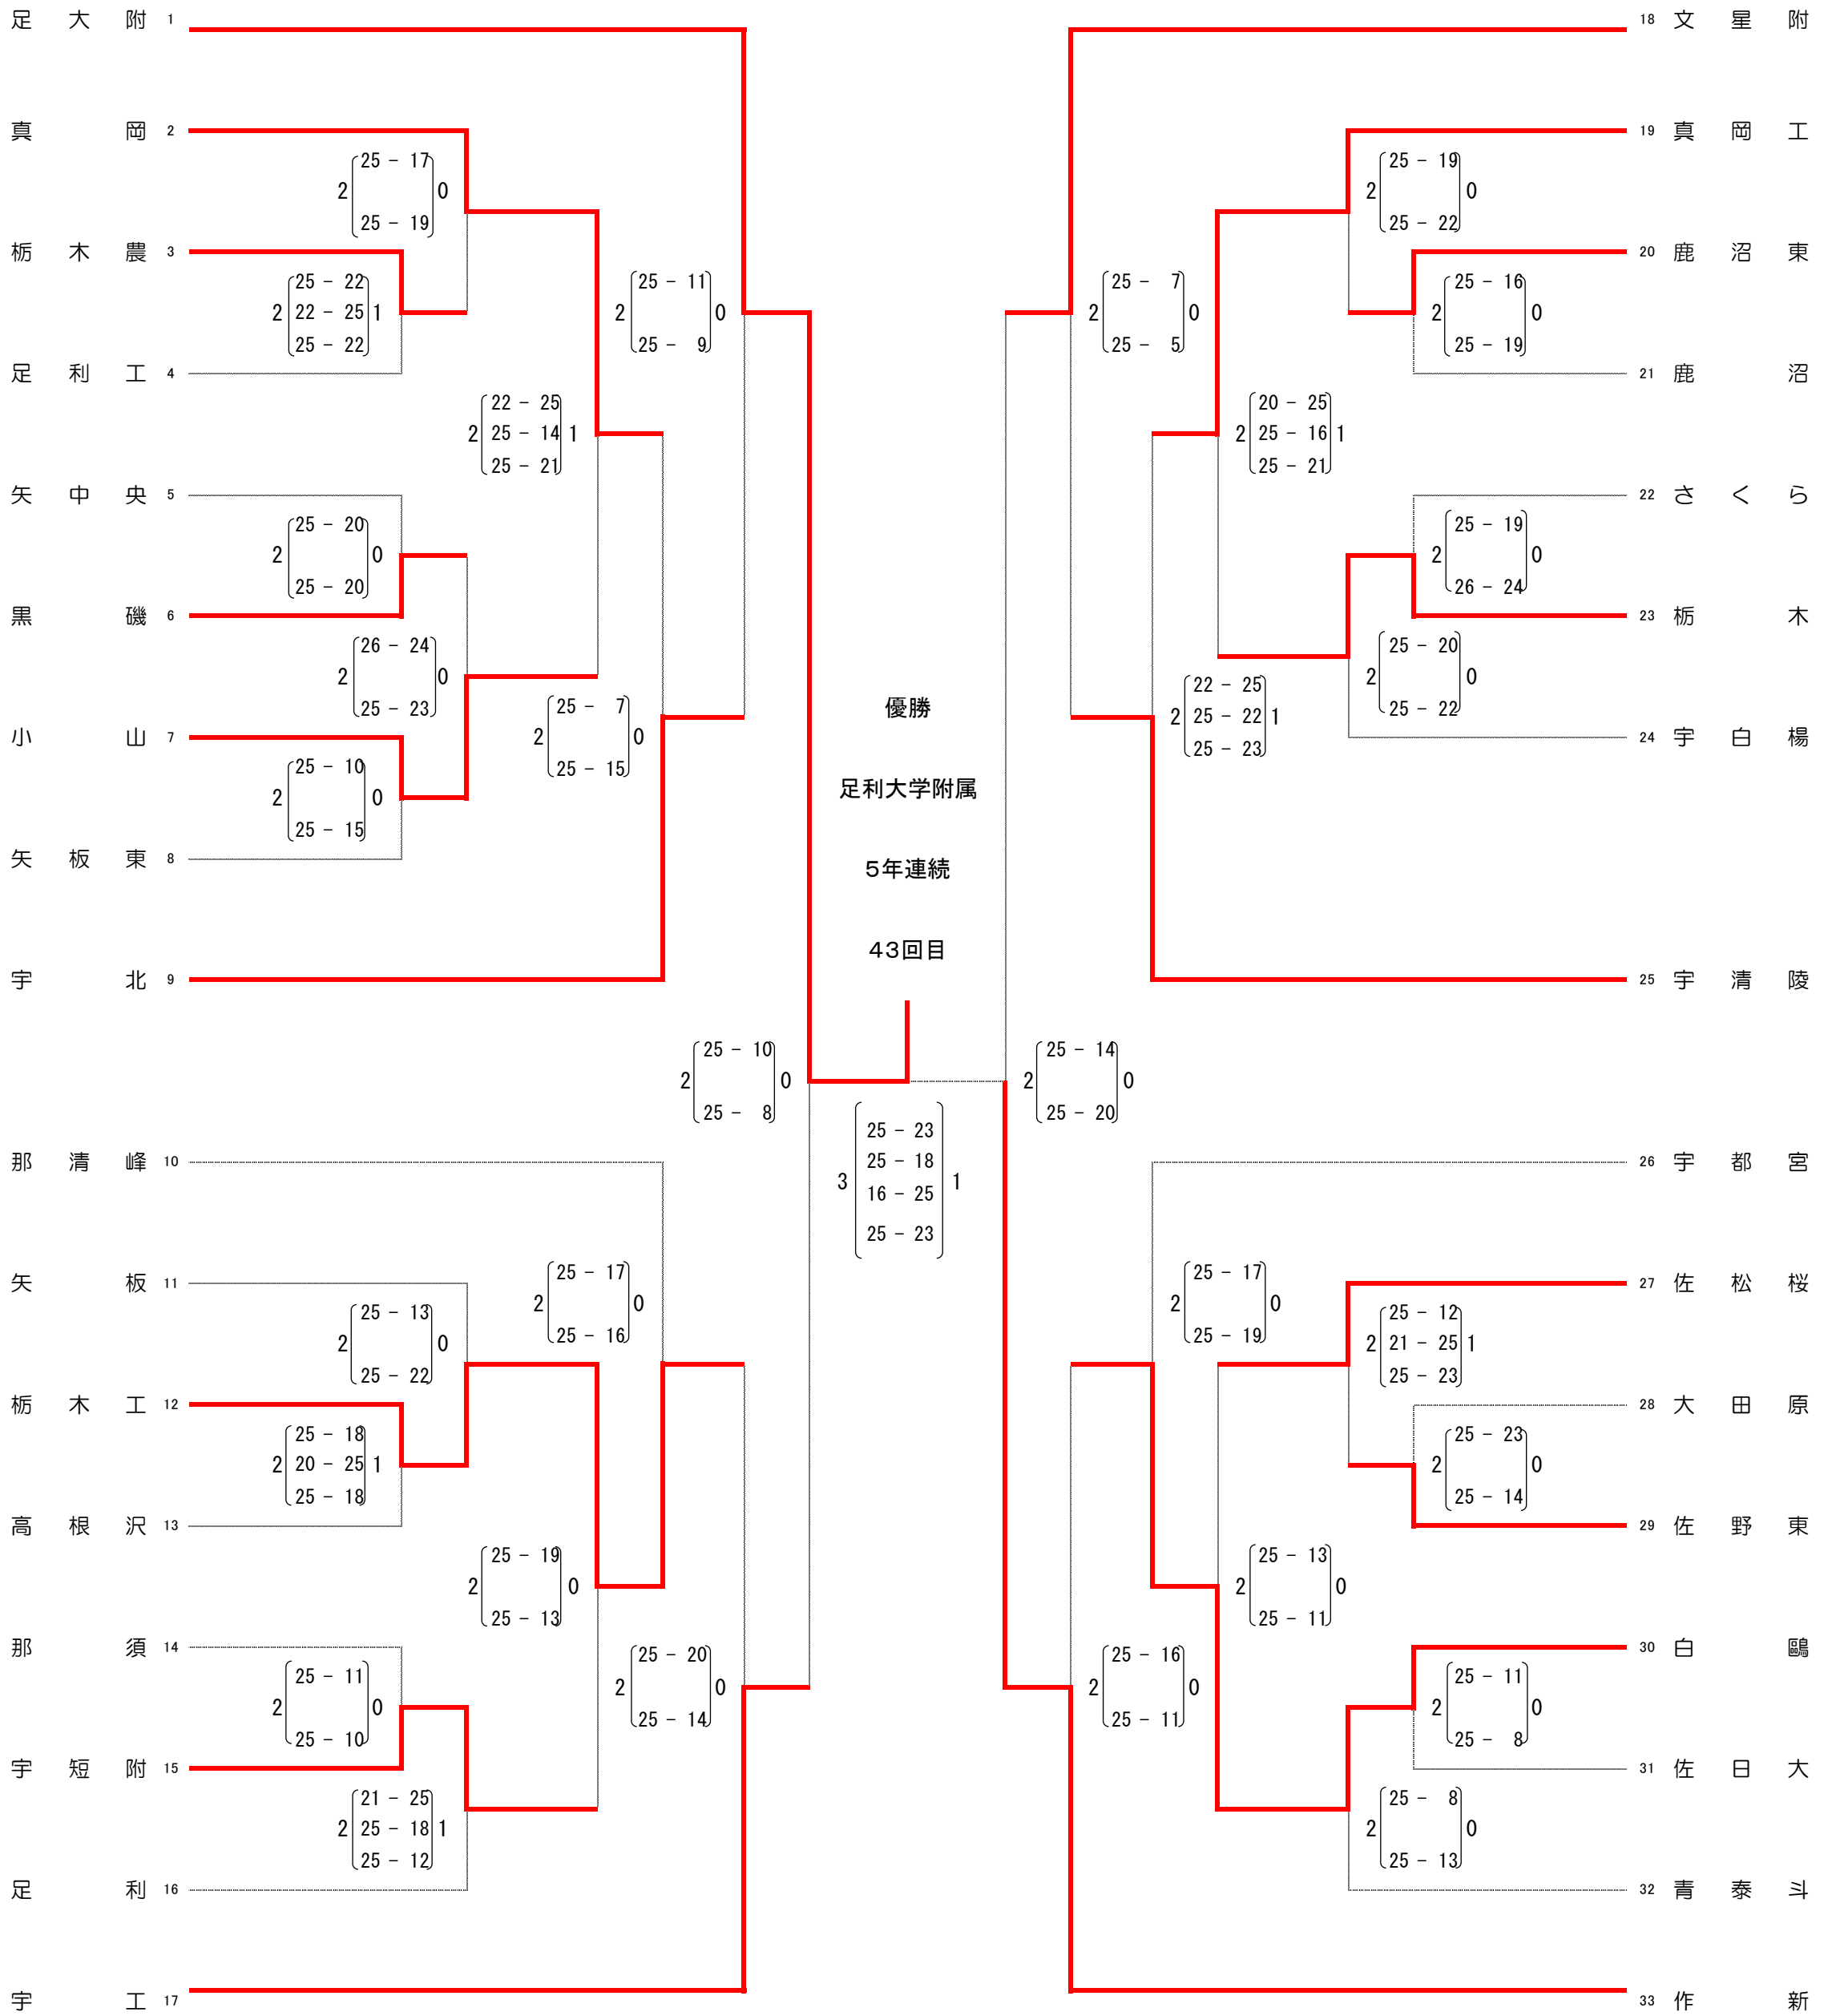 足大附 1
18 文星附
真岡 2
19 真岡工
25 - 17
2 0
25 - 19
25 - 19
2 0
25 - 22
栃木農 3
20 鹿沼東
25 - 22
2 22 - 25 1
25 - 22
25 - 11
2 0
25 - 9
25 - 7
2 0
25 - 5
25 - 16
2 0
25 - 19
足利工 4
21 鹿沼
22 - 25
2 25 - 14 1
25 - 21
20 - 25
2 25 - 16 1
25 - 21
矢中央 5
22 さくら
25 - 20
2 0
25 - 20
25 - 19
2 0
26 - 24
黒磯 6
23 栃木
26 - 24
2 0
25 - 23
25 - 20
2 0
25 - 22
25 - 7
2 0
25 - 15
22 - 25
2 25 - 22 1
25 - 23
小山 7
24 宇白楊
25 - 10
2 0
25 - 15
矢板東 8
優勝
足利大学附属
5年連続
43回目
宇北 9
25 宇清陵
25 - 10
2 0
25 - 8
25 - 14
2 0
25 - 20
25 - 23
25 - 18
3 16 - 25 1
25 - 23
那清峰 10
26 宇都宮
矢板 11
27 佐松桜
25 - 17
2 0
25 - 16
25 - 17
2 0
25 - 19
25 - 13
2 0
25 - 22
25 - 12
2 21 - 25 1
25 - 23
栃木工 12
28 大田原
25 - 18
2 20 - 25 1
25 - 18
25 - 23
2 0
25 - 14
高根沢 13
29 佐野東
25 - 19
2 0
25 - 13
25 - 13
2 0
25 - 11
那須 14
30 白鷗
25 - 11
2 0
25 - 10
25 - 20
2 0
25 - 14
25 - 16
2 0
25 - 11
25 - 11
2 0
25 - 8
宇短附 15
31 佐日大
21 - 25
2 25 - 18 1
25 - 12
25 - 8
2 0
25 - 13
足利 16
32 青泰斗
宇工 17
33 作新